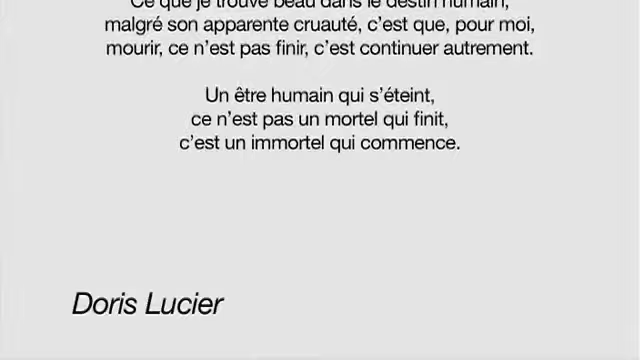 Ce que je trouve beau dans le destin humain,
malgré son apparente cruauté, c'est que, pour moi,
mourir, ce n'est pas finir, c'est continuer autrement.
Un être humain qui s'éteint,
ce n'est pas un mortel qui finit,
c'est un immortel qui commence.
Doris Lucier